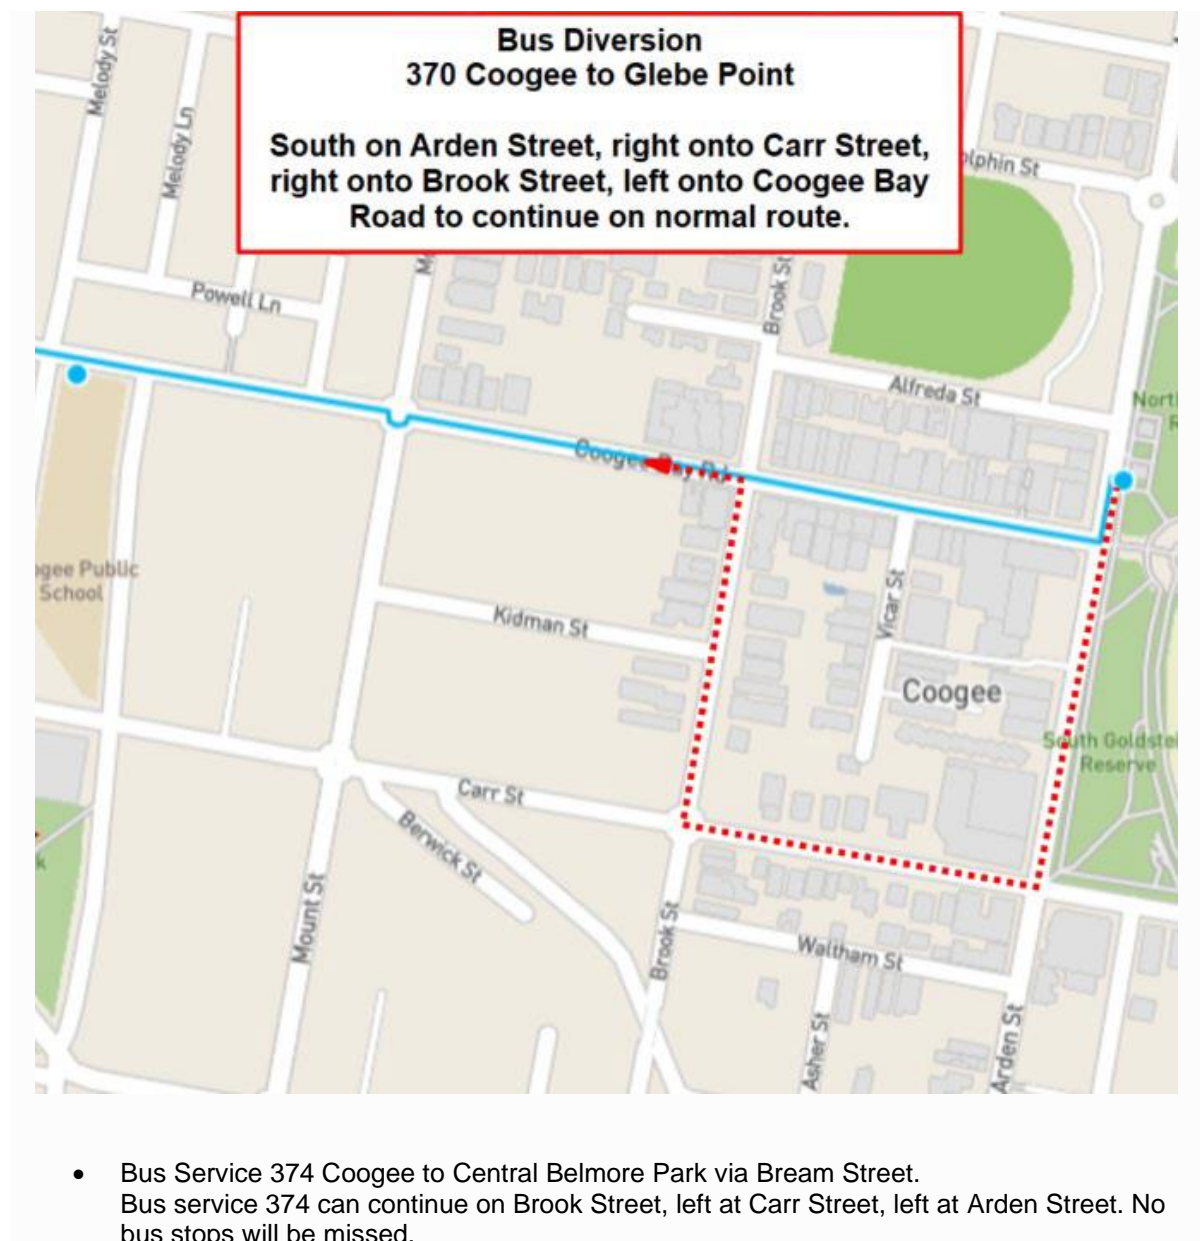 Bus Diversion
370 Coogee to Glebe Point
South on Arden Street, right onto Carr Street,
right onto Brook Street, left onto Coogee Bay
Road to continue on normal route.
Melody St
Melody Ln
Powell Ln
Brook St
Alfreda St
Coogee Bay Rd
Public
School
Kidman St
Vicar St
Coogee
South
Reserve
Carr St
Berwick St
Mount St
Brook St
Waltham St
Asher St
Arden St
• Bus Service 374 Coogee to Central Belmore Park via Bream Street.
Bus service 374 can continue on Brook Street, left at Carr Street, left at Arden Street. No
bus stops will be missed.